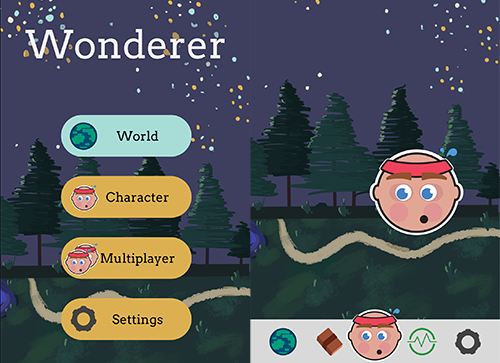 Wonderer
World
Character
Multiplayer
Settings